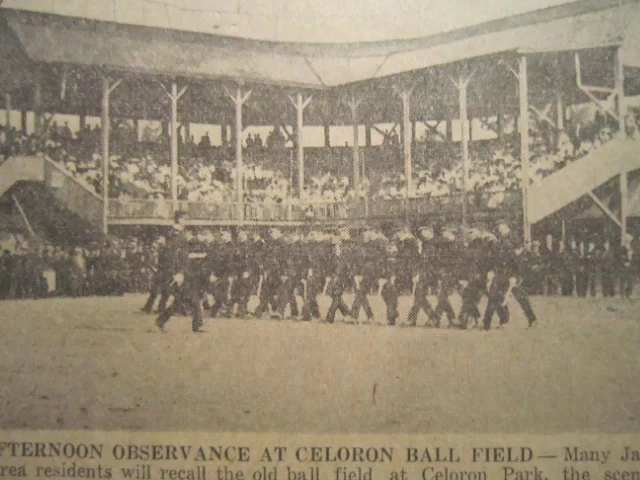 FTERNOON OBSERVANCE AT CELORON BALL FIELD — Many Ja
rea residents will recall the old ball field at Celoron Park, the scen